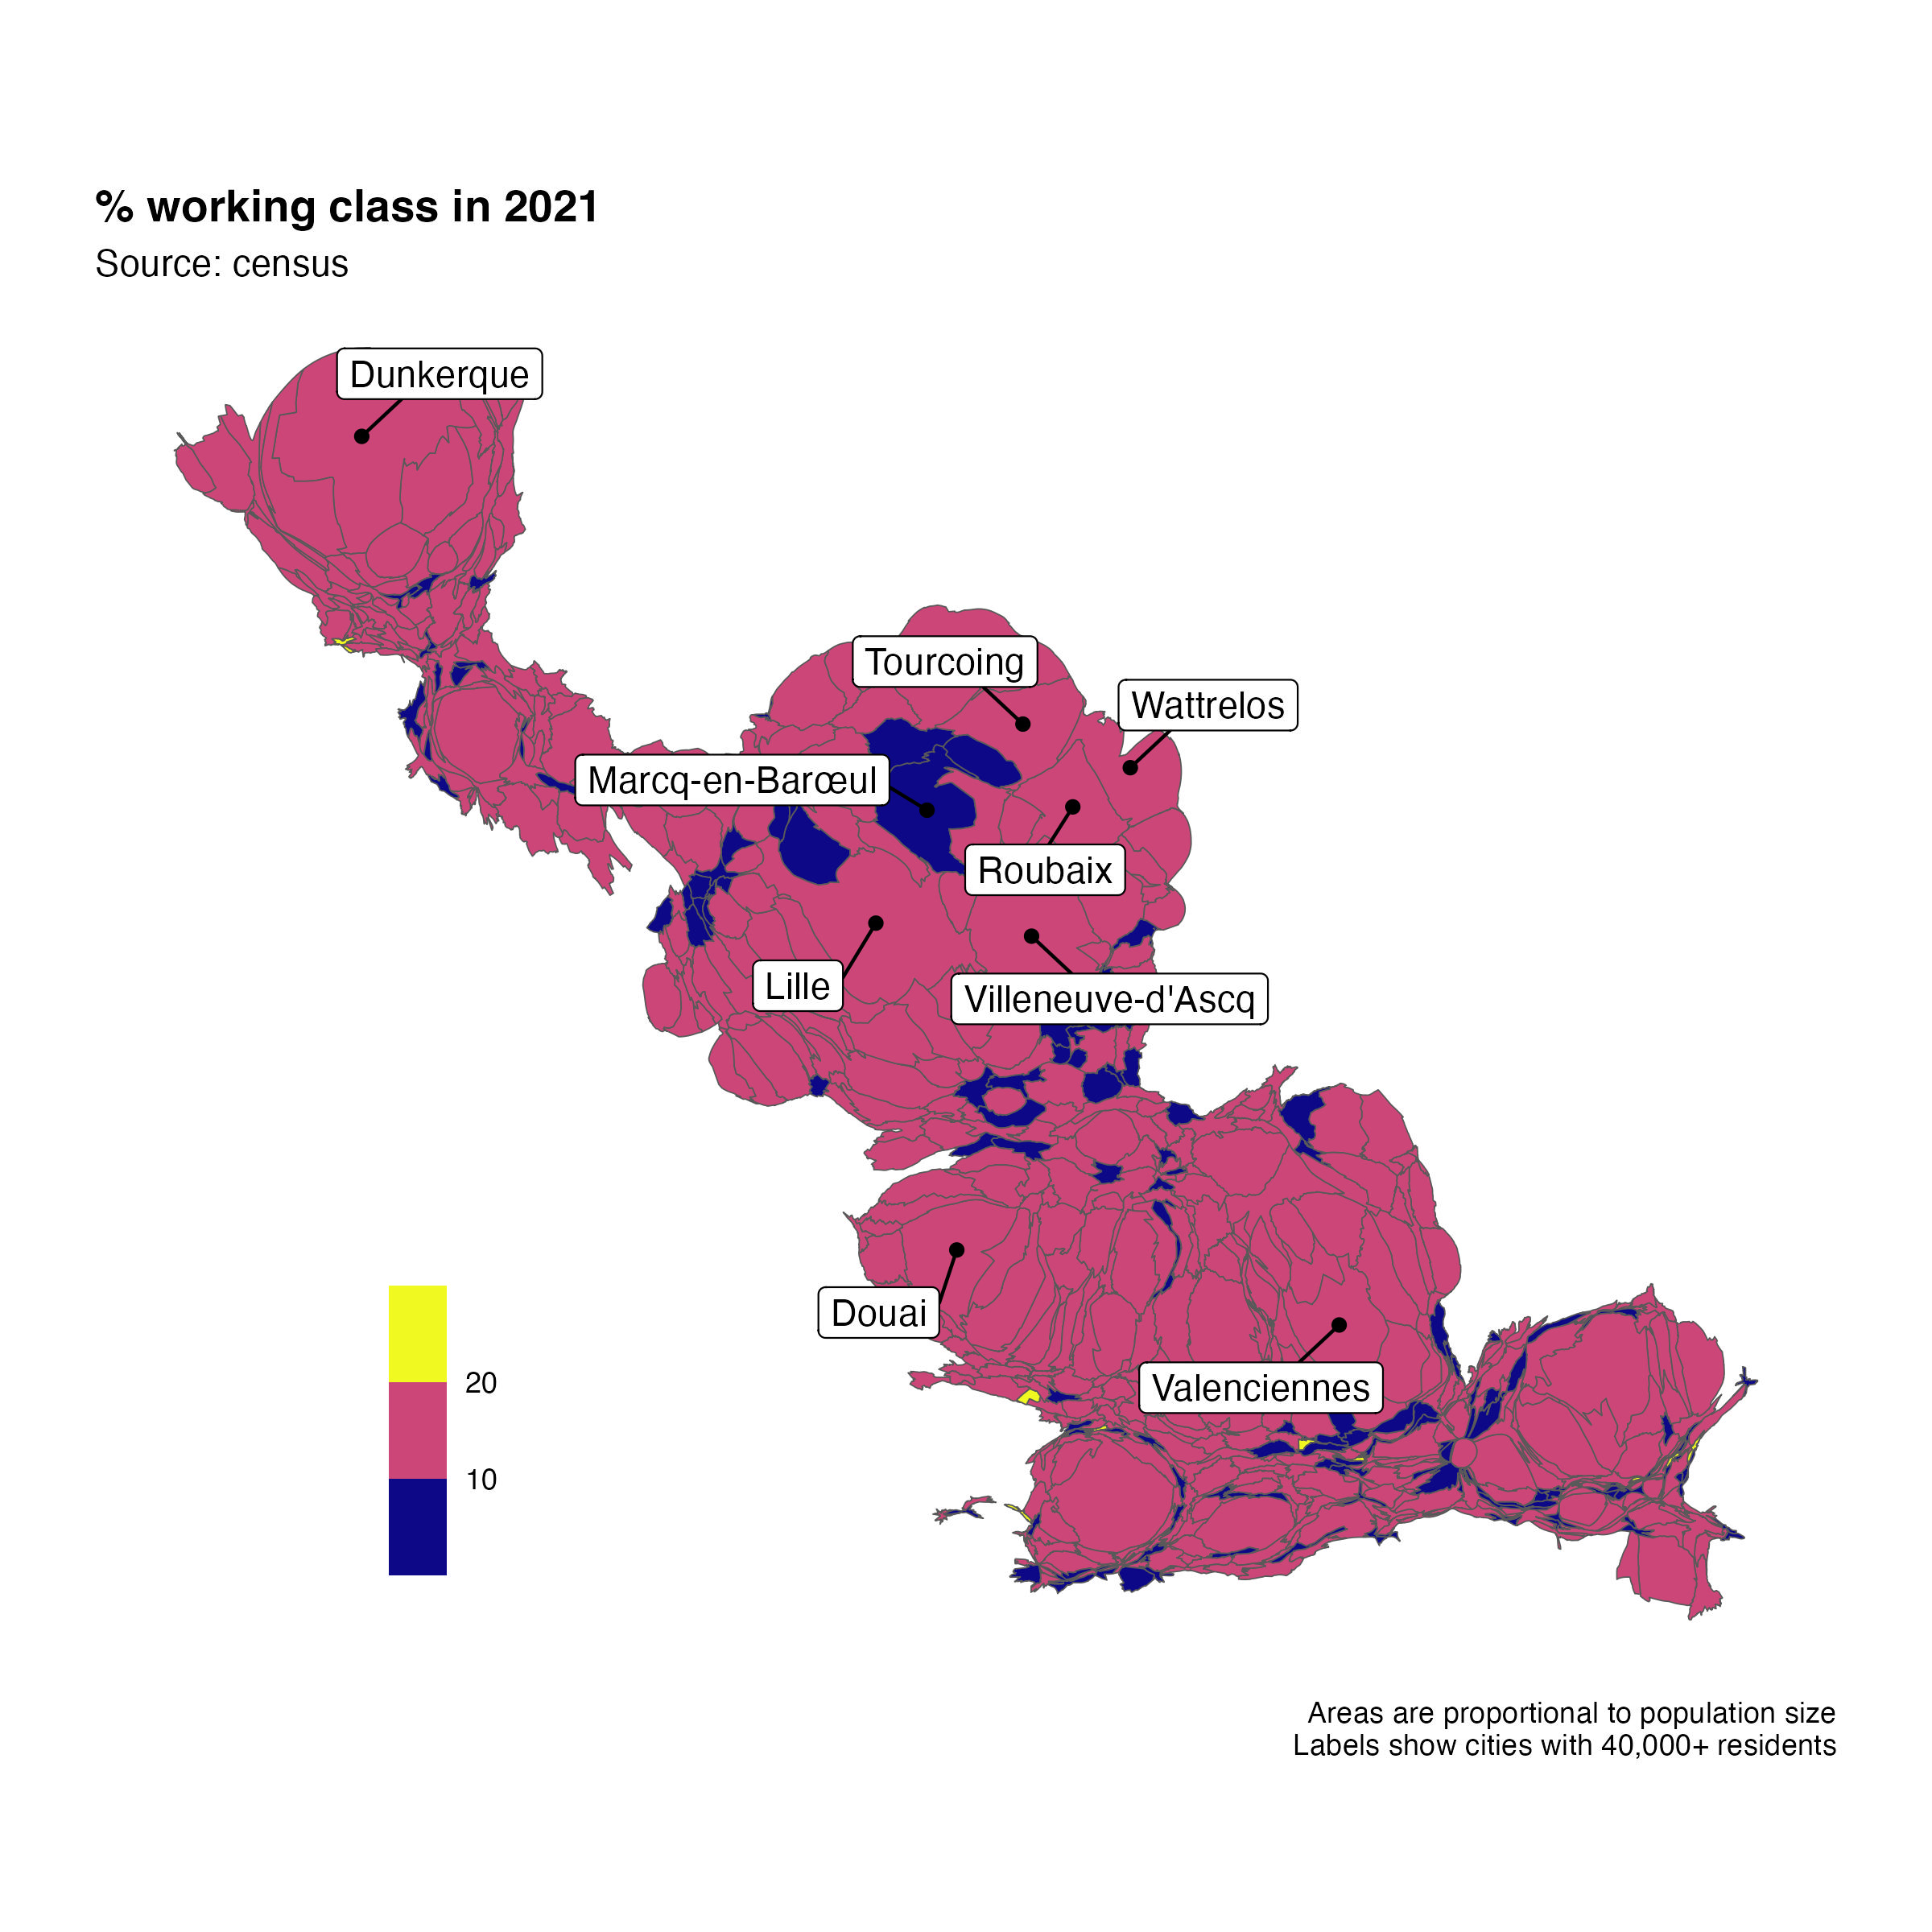 % working class in 2021
Source: census
Dunkerque
Tourcoing
Wattrelos
Marcq-en-Barœul
Roubaix
Lille
Villeneuve-d'Ascq
Douai
Valenciennes
20
10
Areas are proportional to population size
Labels show cities with 40,000+ residents